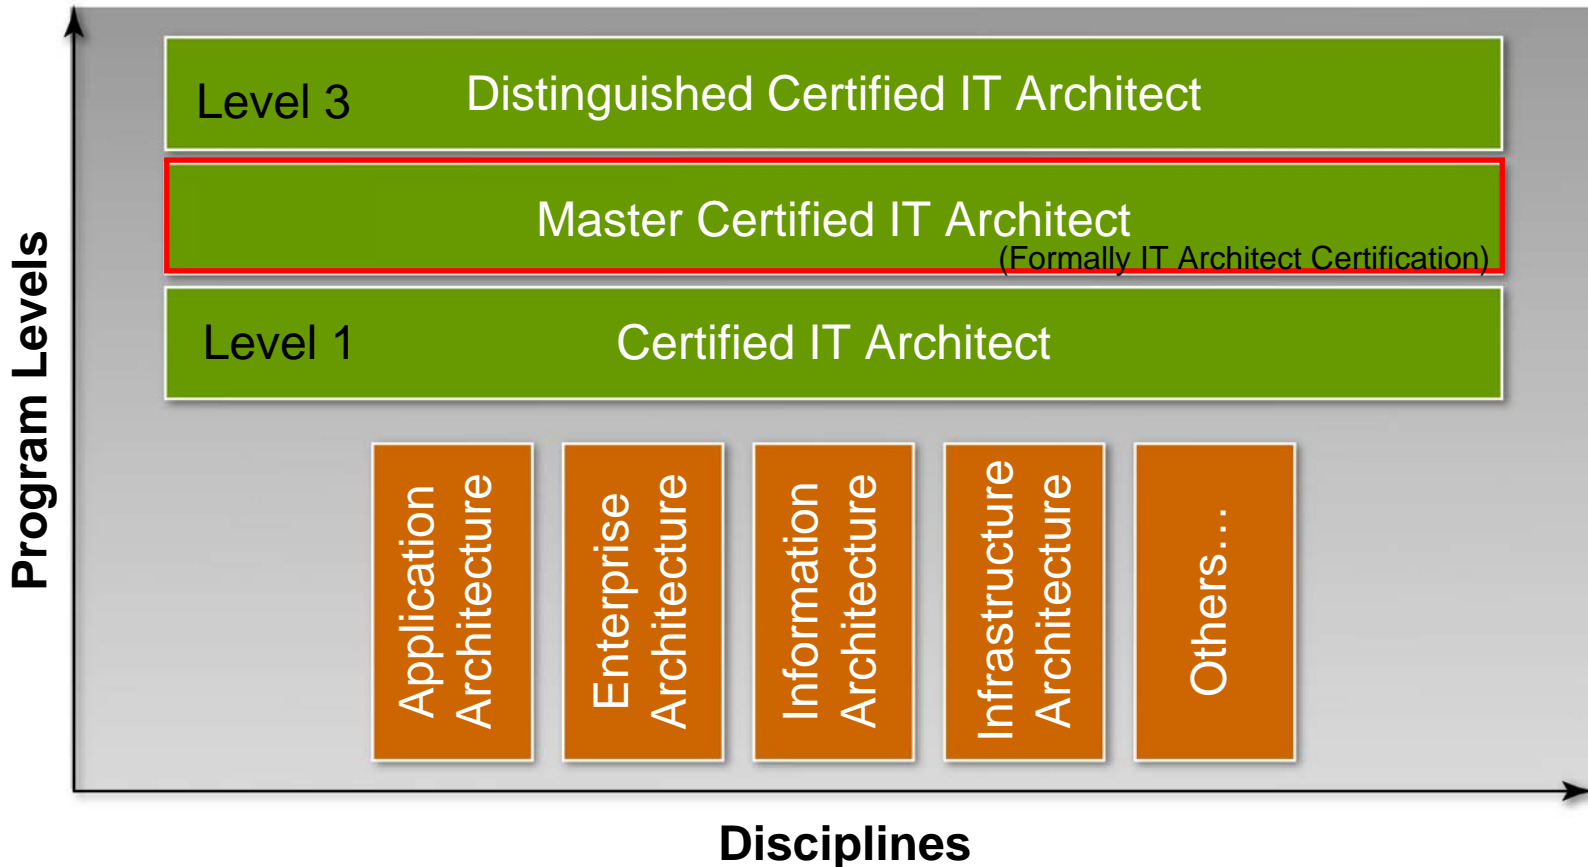 Program Levels
Level 3
Distinguished Certified IT Architect
Master Certified IT Architect
(Formally IT Architect Certification)
Level 1
Certified IT Architect
Application
Architecture
Enterprise
Architecture
Information
Architecture
Infrastructure
Architecture
Others...
Disciplines